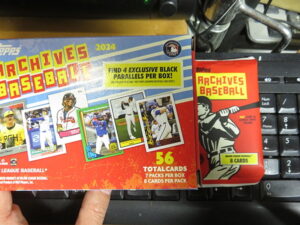 Topps
2024
ARCHIVES
BASEBALL
FIND 4 EXCLUSIVE BLACK
PARALLELS PER BOX!
56
TOTAL CARDS
7 PACKS PER BOX
8 CARDS PER PACK
LEAGUE BASEBALL
ARCHIVES
BASEBALL
8 CARDS